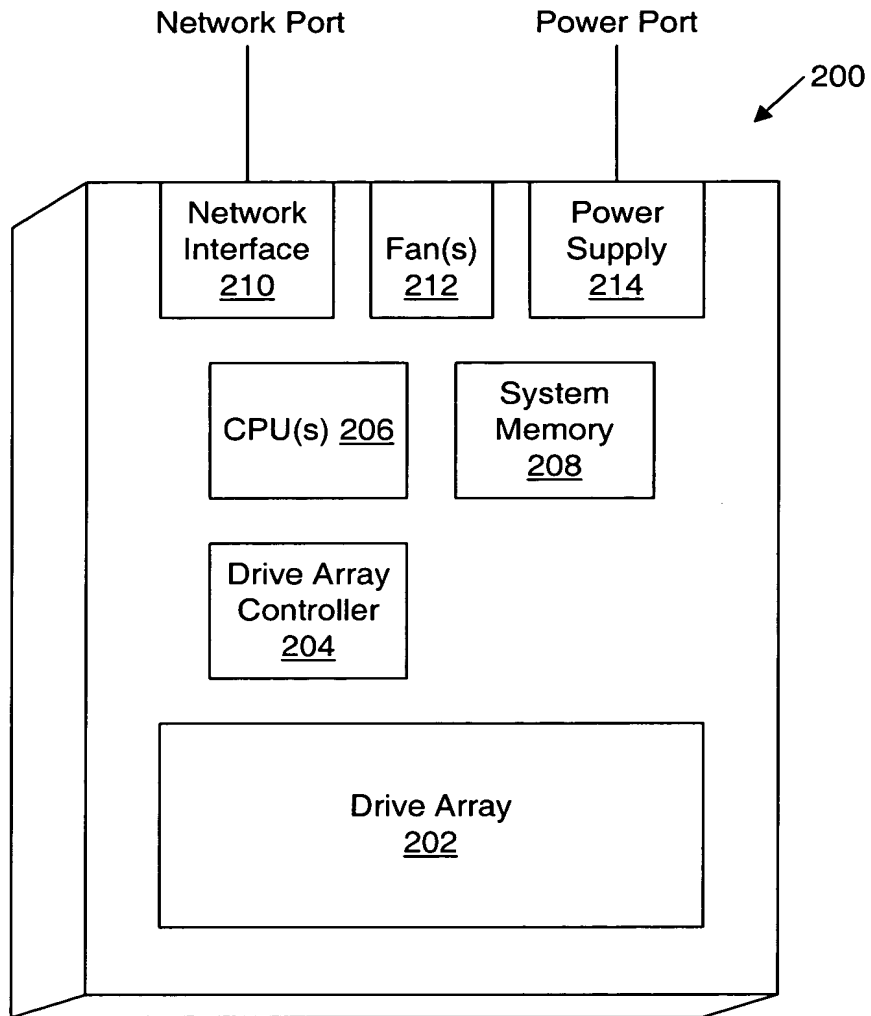 Network Port
Power Port
200
Network
Interface
210
Fan(s)
212
Power
Supply
214
CPU(s) 206
System
Memory
208
Drive Array
Controller
204
Drive Array
202